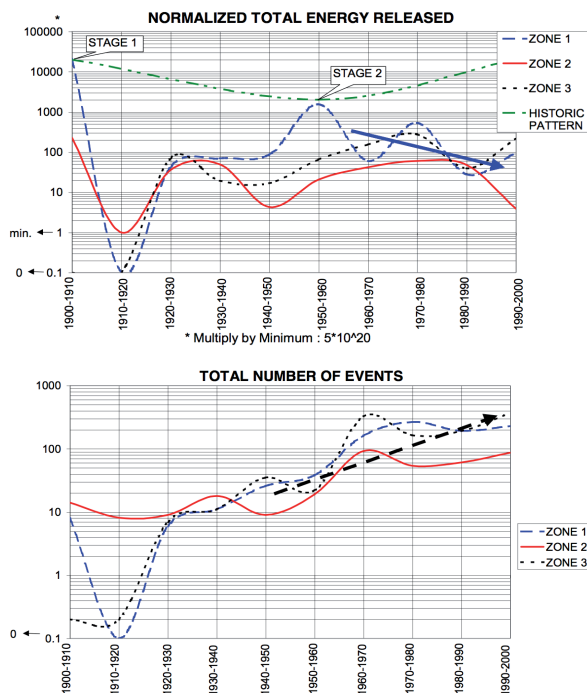 NORMALIZED TOTAL ENERGY RELEASED
*
100000
10000
1000
100
10
min. 1
0 0.1
STAGE 1
STAGE 2
ZONE 1
ZONE 2
ZONE 3
HISTORIC
PATTERN
1900-1910
1910-1920
1920-1930
1930-1940
1940-1950
1950-1960
1960-1970
1970-1980
1980-1990
1990-2000
* Multiply by Minimum : 5*10^20
TOTAL NUMBER OF EVENTS
1000
100
10
1
0 0.1
ZONE 1
ZONE 2
ZONE 3
1900-1910
1910-1920
1920-1930
1930-1940
1940-1950
1950-1960
1960-1970
1970-1980
1980-1990
1990-2000